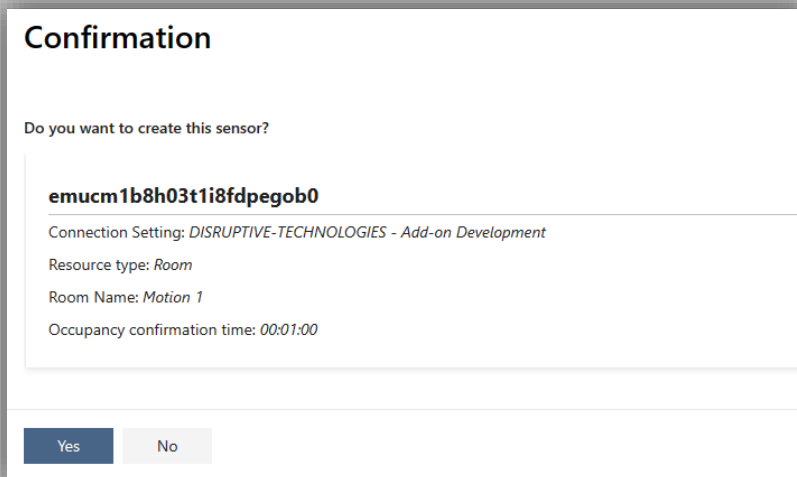 Confirmation
Do you want to create this sensor?
emucm1b8h03t1i8fdpegob0
Connection Setting: DISRUPTIVE-TECHNOLOGIES - Add-on Development
Resource type: Room
Room Name: Motion 1
Occupancy confirmation time: 00:01:00
Yes No